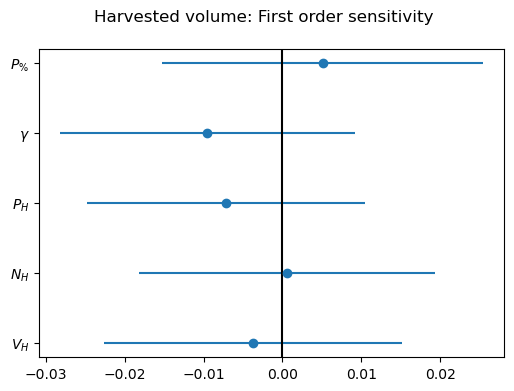 Harvested volume: First order sensitivity
P%
γ
P_H
N_H
V_H
−0.03 −0.02 −0.01 0.00 0.01 0.02